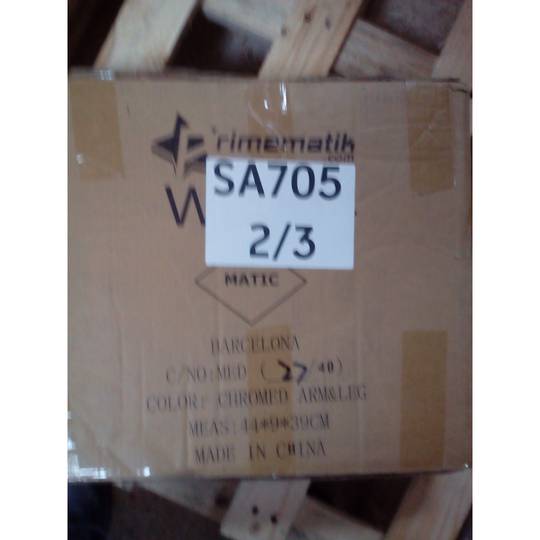 rimematik
.com
SA705
2/3
W
MATIC
BARCELONA
C/NO:MED (27/40)
COLOR: CHROMED ARM&LEG
MEAS:44*9*39CM
MADE IN CHINA